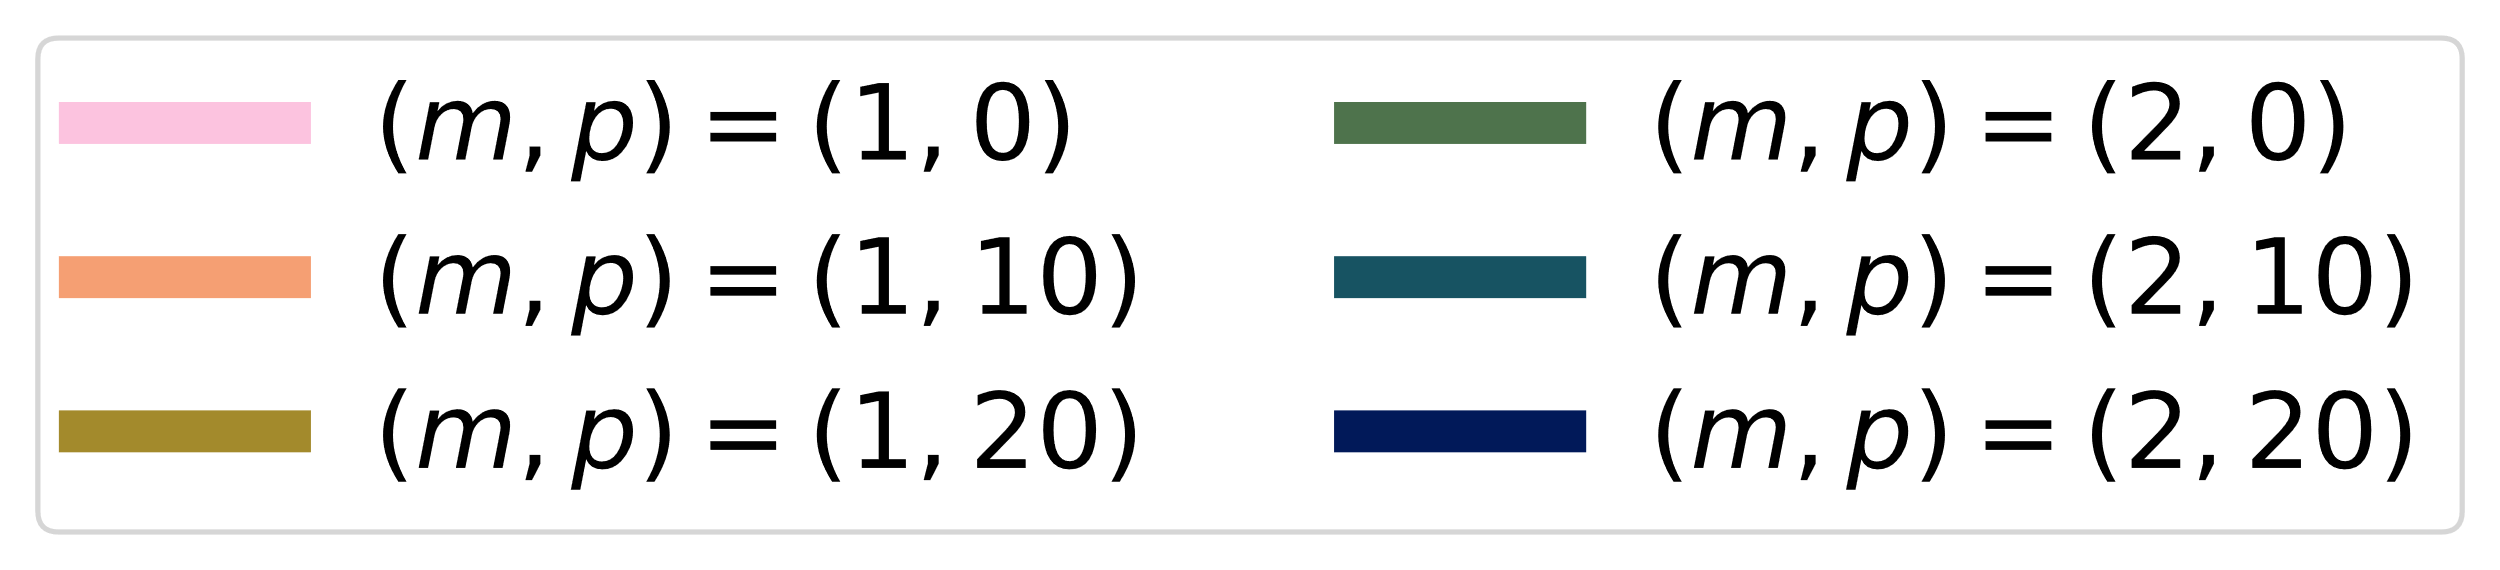 (m, p) = (1, 0) (m, p) = (2, 0)
(m, p) = (1, 10) (m, p) = (2, 10)
(m, p) = (1, 20) (m, p) = (2, 20)